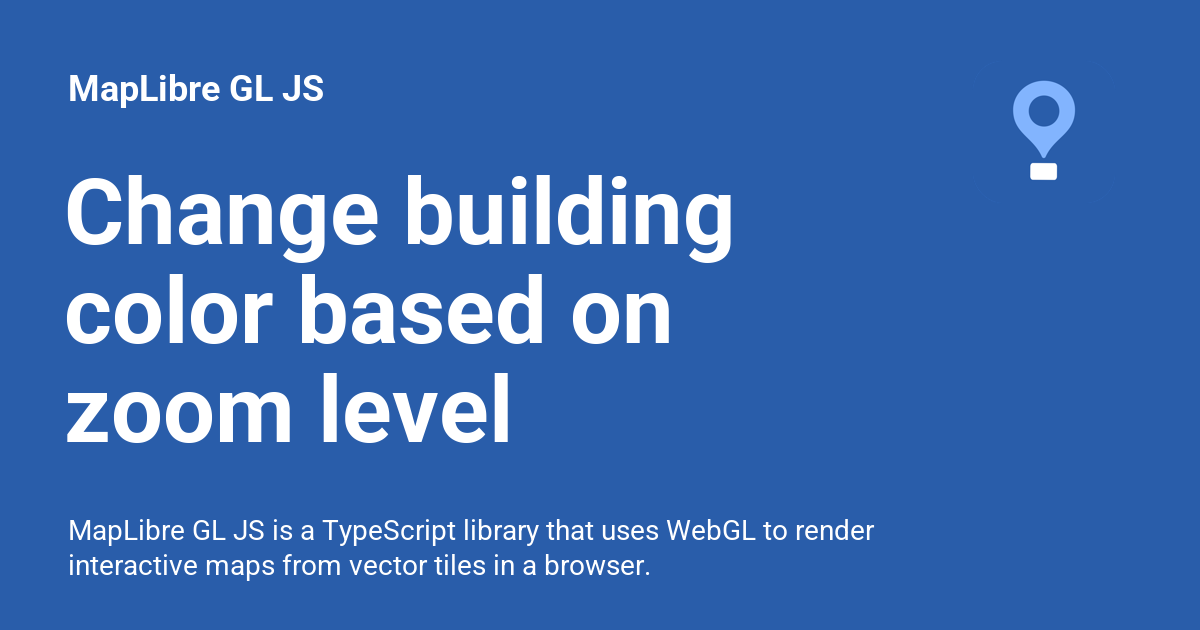 MapLibre GL JS
Change building
color based on
zoom level
MapLibre GL JS is a TypeScript library that uses WebGL to render
interactive maps from vector tiles in a browser.